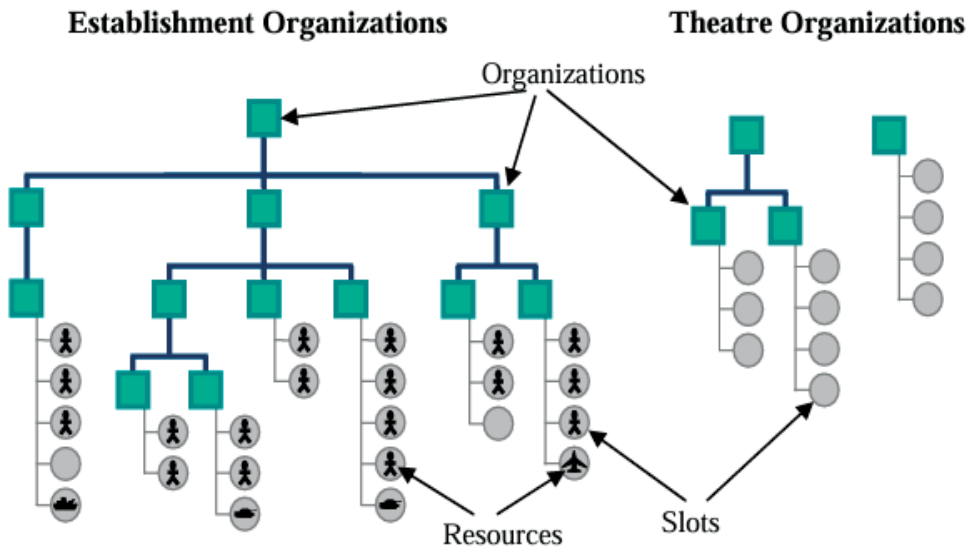 Establishment Organizations
Theatre Organizations
Organizations
Resources
Slots